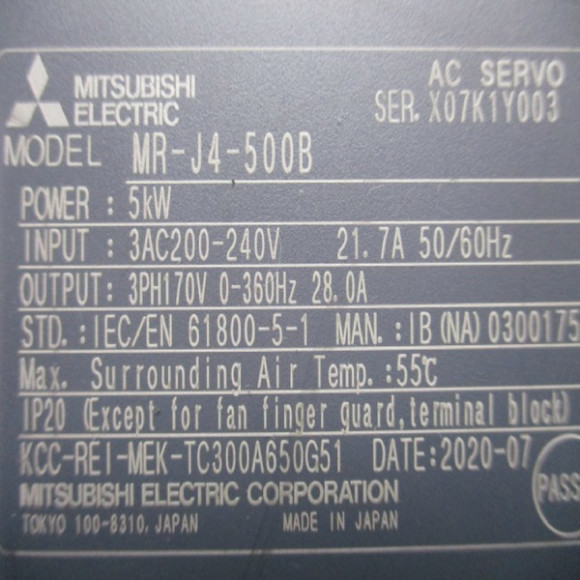 MITSUBISHI
ELECTRIC
AC SERVO
SER. X07K1Y003
MODEL MR-J4-500B
POWER : 5kW
INPUT : 3AC200-240V 21.7A 50/60Hz
OUTPUT: 3PH170V 0-360Hz 28.0A
STD.: IEC/EN 61800-5-1 MAN.: IB(NA)0300175
Max. Surrounding Air Temp.:55℃
IP20 (Except for fan finger guard,terminal block)
KCC-REI-MEK-TC300A650G51 DATE:2020-07
PASS
MITSUBISHI ELECTRIC CORPORATION
TOKYO 100-8310, JAPAN MADE IN JAPAN